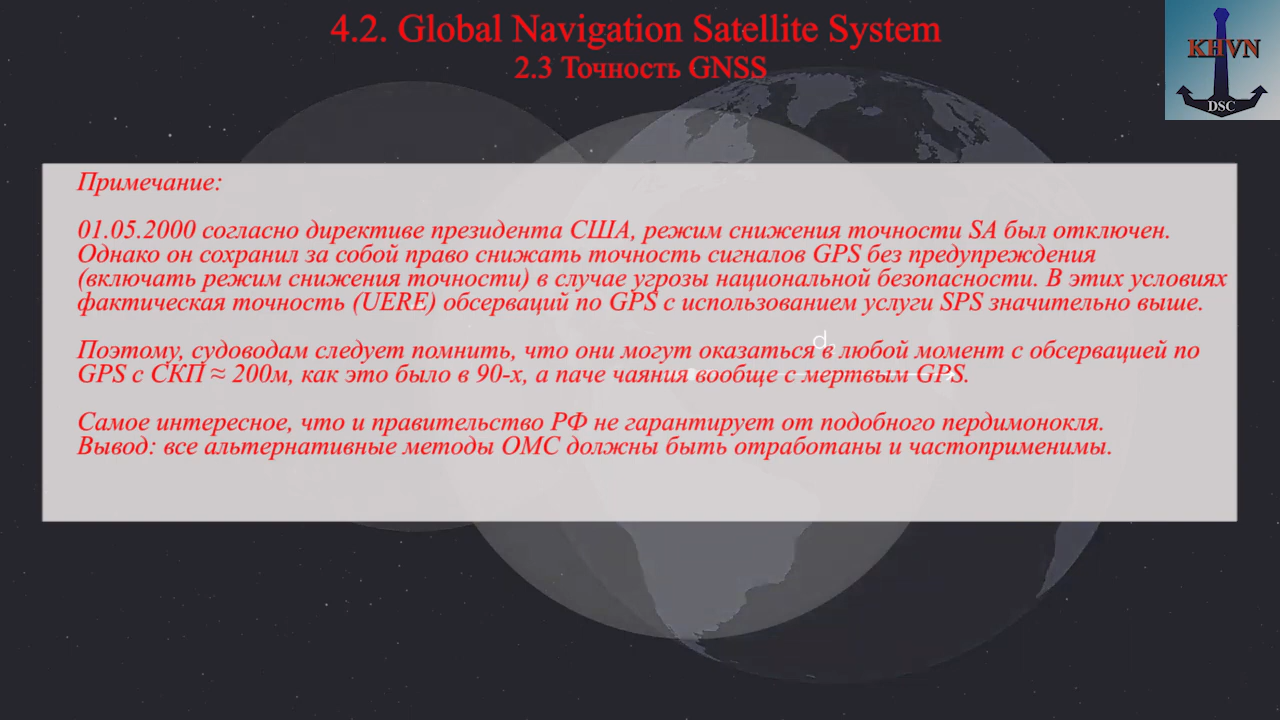 4.2. Global Navigation Satellite System
2.3 Точность GNSS
KHVN
DSC
Примечание:
01.05.2000 согласно директиве президента США, режим снижения точности SA был отключен.
Однако он сохранил за собой право снижать точность сигналов GPS без предупреждения
(включать режим снижения точности) в случае угрозы национальной безопасности. В этих условиях
фактическая точность (UERE) обсерваций по GPS с использованием услуги SPS значительно выше.
Поэтому, судоводам следует помнить, что они могут оказаться в любой момент с обсервацией по
GPS с СКП ≈ 200м, как это было в 90-х, а паче чаяния вообще с мертвым GPS.
Самое интересное, что и правительство РФ не гарантирует от подобного пердимонокля.
Вывод: все альтернативные методы ОМС должны быть отработаны и частоприменимы.